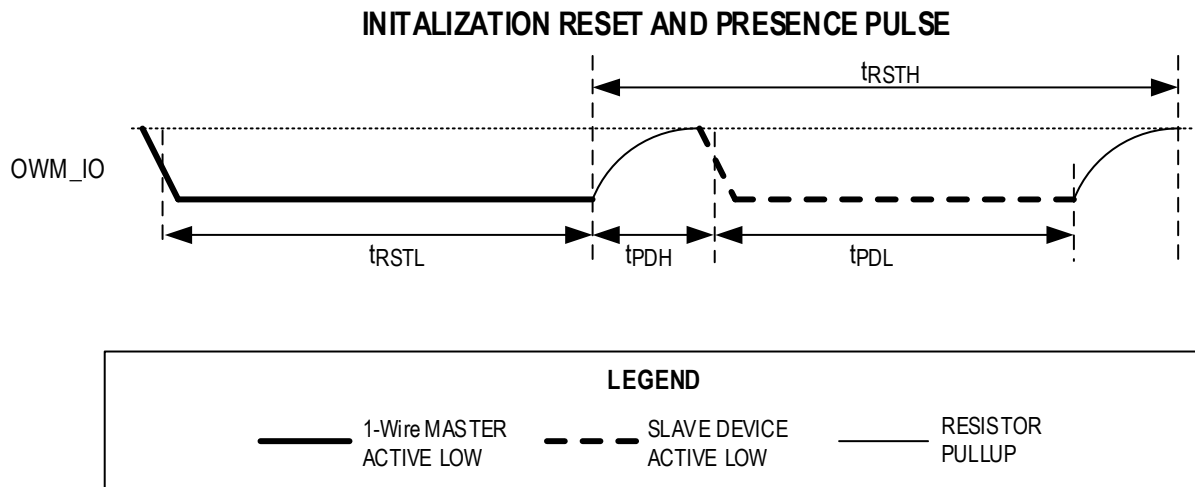 INITALIZATION RESET AND PRESENCE PULSE
tRSTH
OWM_IO
tRSTL
tPDH
tPDL
LEGEND
1-Wire MASTER
ACTIVE LOW
SLAVE DEVICE
ACTIVE LOW
RESISTOR
PULLUP